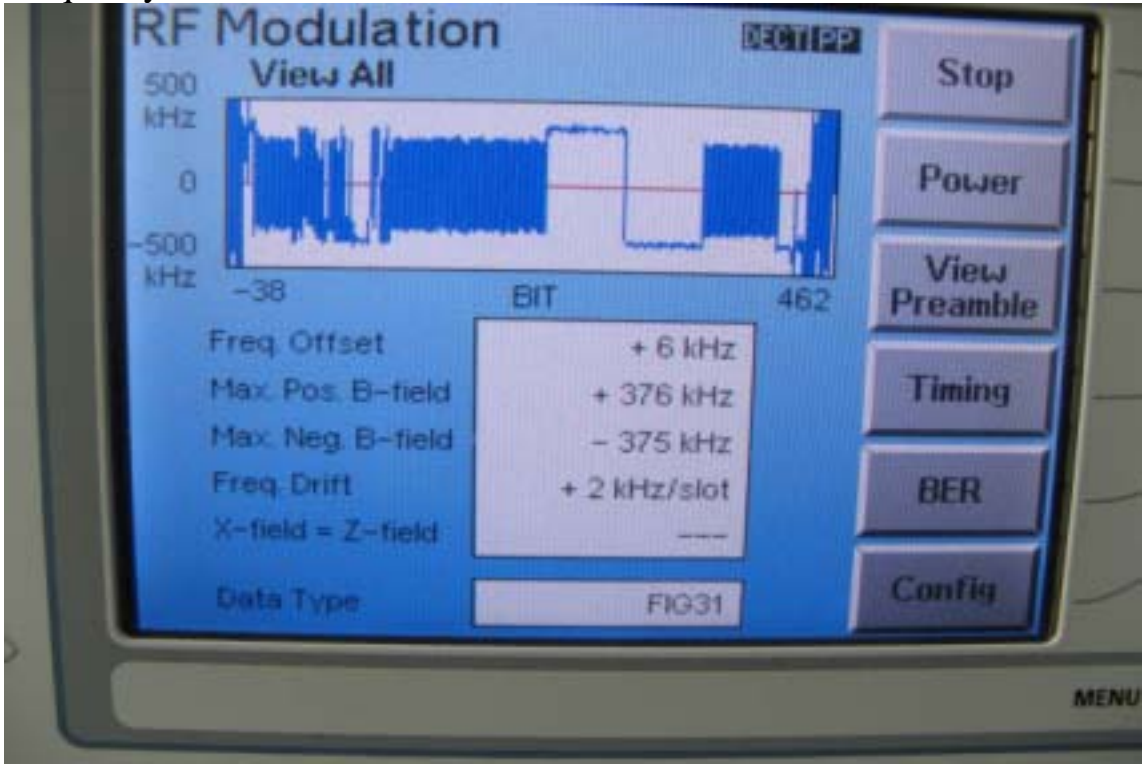 RF Modulation
DECT PP
View All
500
kHz
0
-500
kHz
-38
BIT
462
Freq. Offset
+ 6 kHz
Max. Pos. B-field
+ 376 kHz
Max. Neg. B-field
- 375 kHz
Freq. Drift
+ 2 kHz/slot
X-field = Z-field
---
Data Type
FIG31
Stop
Power
View
Preamble
Timing
BER
Config
MENU